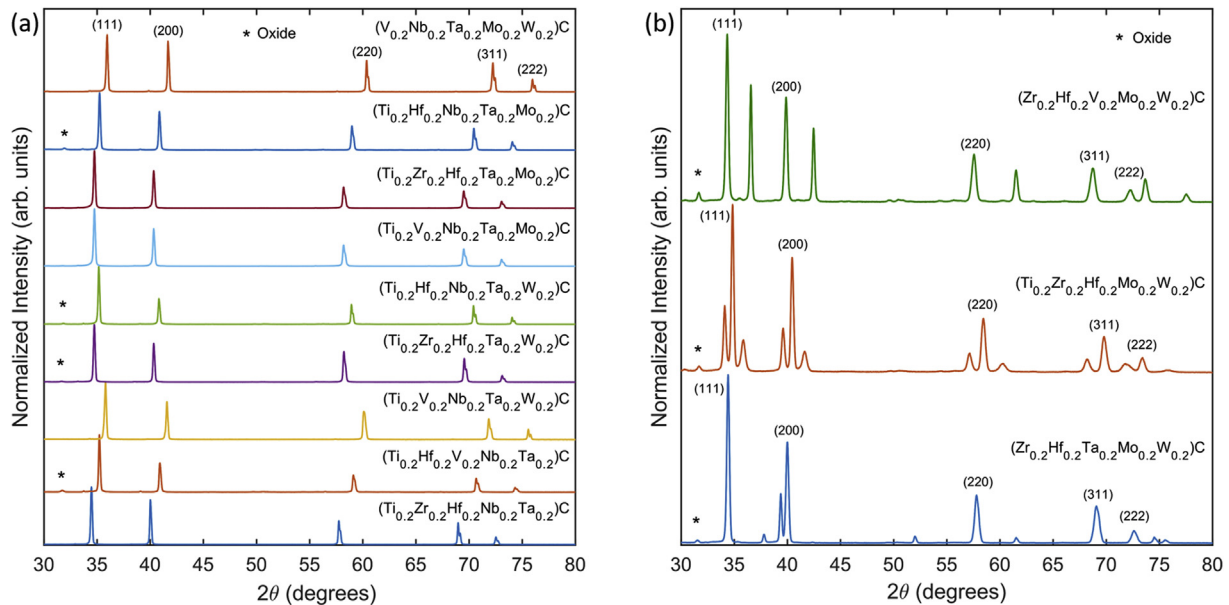 (a)
(111)
(200)
* Oxide
(V0.2Nb0.2Ta0.2Mo0.2W0.2)C
(220)
(311)
(222)
(Ti0.2Hf0.2Nb0.2Ta0.2Mo0.2)C
*
(Ti0.2Zr0.2Hf0.2Ta0.2Mo0.2)C
(Ti0.2V0.2Nb0.2Ta0.2Mo0.2)C
(Ti0.2Hf0.2Nb0.2Ta0.2W0.2)C
*
(Ti0.2Zr0.2Hf0.2Ta0.2W0.2)C
*
(Ti0.2V0.2Nb0.2Ta0.2W0.2)C
(Ti0.2Hf0.2V0.2Nb0.2Ta0.2)C
*
(Ti0.2Zr0.2Hf0.2Nb0.2Ta0.2)C
Normalized Intensity (arb. units)
30 35 40 45 50 55 60 65 70 75 80
2θ (degrees)
(b)
(111)
* Oxide
(200)
(Zr0.2Hf0.2V0.2Mo0.2W0.2)C
(220)
(311)
(222)
*
(111)
(200)
(Ti0.2Zr0.2Hf0.2Mo0.2W0.2)C
(220)
(311)
(222)
*
(111)
(200)
(Zr0.2Hf0.2Ta0.2Mo0.2W0.2)C
(220)
(311)
(222)
*
Normalized Intensity (arb. units)
30 35 40 45 50 55 60 65 70 75 80
2θ (degrees)